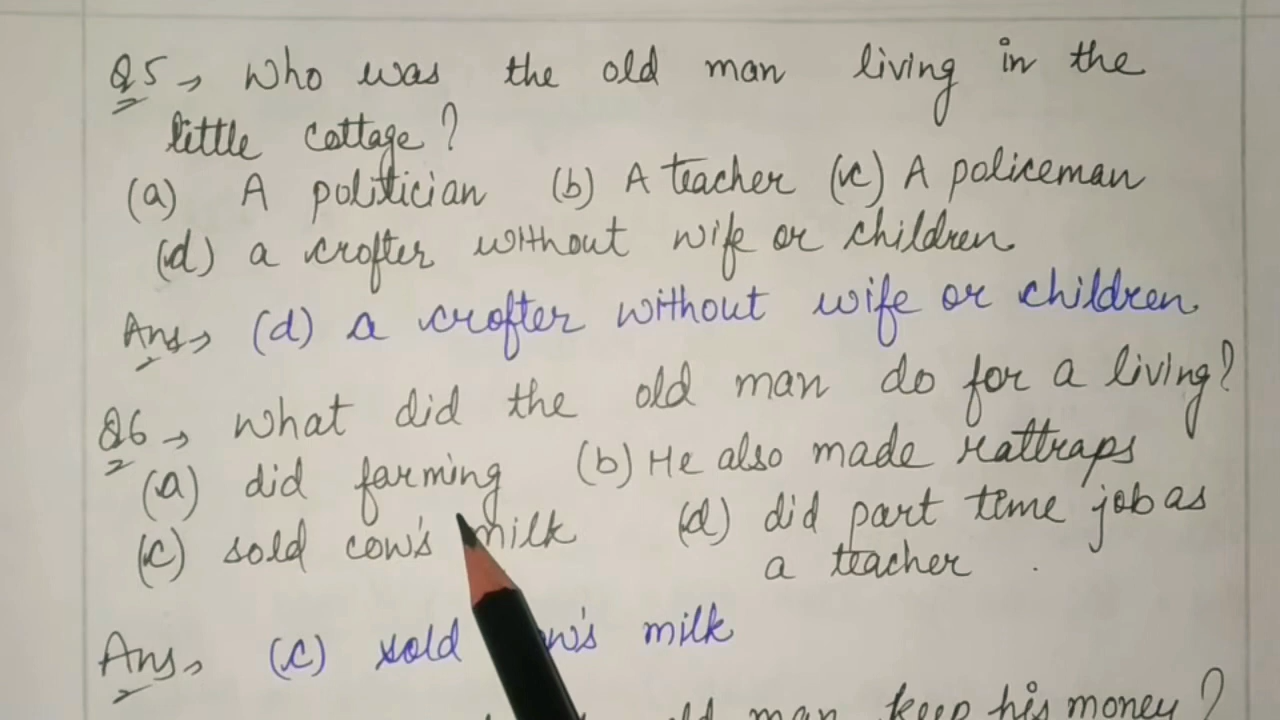 Q5→ Who was the old man living in the
little cottage?
(a) A politician (b) A teacher (c) A policeman
(d) a crofter without wife or children.
Ans→ (d) a crofter without wife or children.
Q6→ What did the old man do for a living?
(a) did farming (b) He also made rattraps
(c) sold cow's milk (d) did part time job as
a teacher.
Ans→ (c) sold milk
man keep his money?